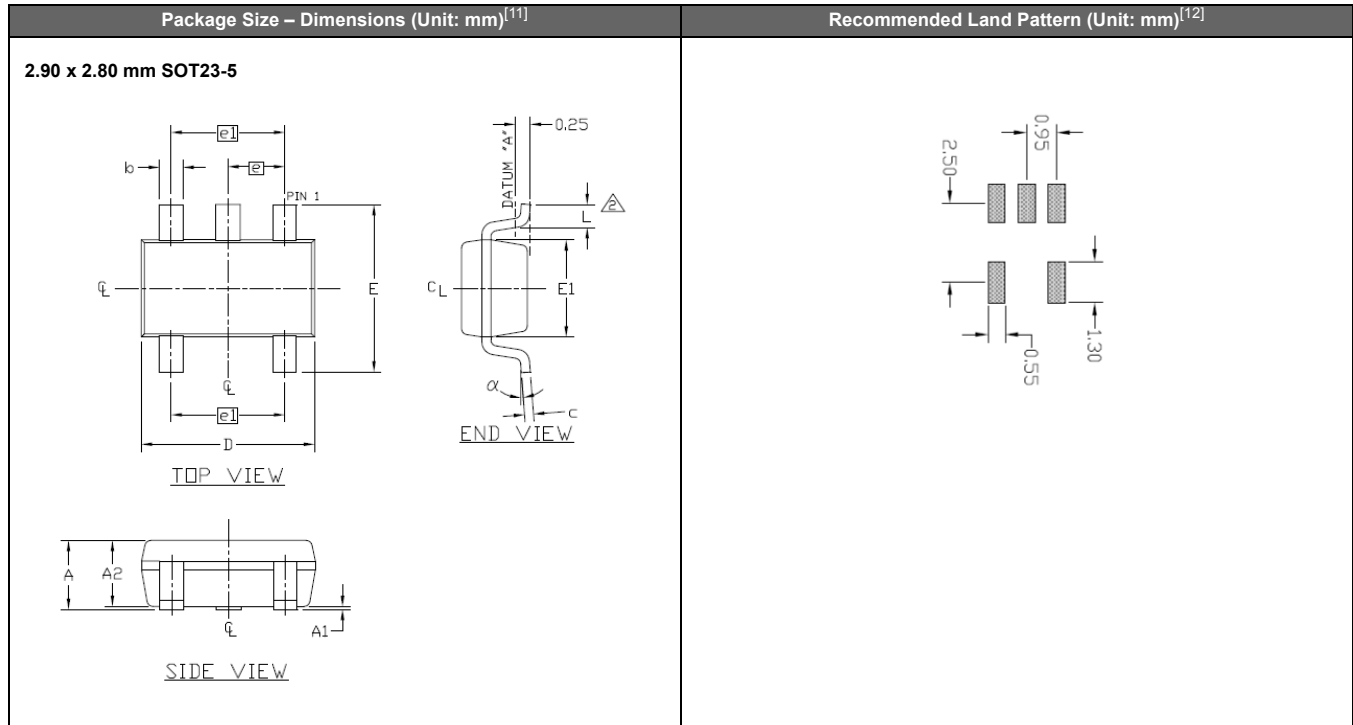 Package Size – Dimensions (Unit: mm)[11]
Recommended Land Pattern (Unit: mm)[12]
2.90 x 2.80 mm SOT23-5
e1
b
e
PIN 1
E
℄
℄
e1
D
TOP VIEW
DATUM "A"
0.25
L
2
CL
E1
α
c
END VIEW
A
A2
A1
℄
SIDE VIEW
0.95
2.50
1.30
0.55